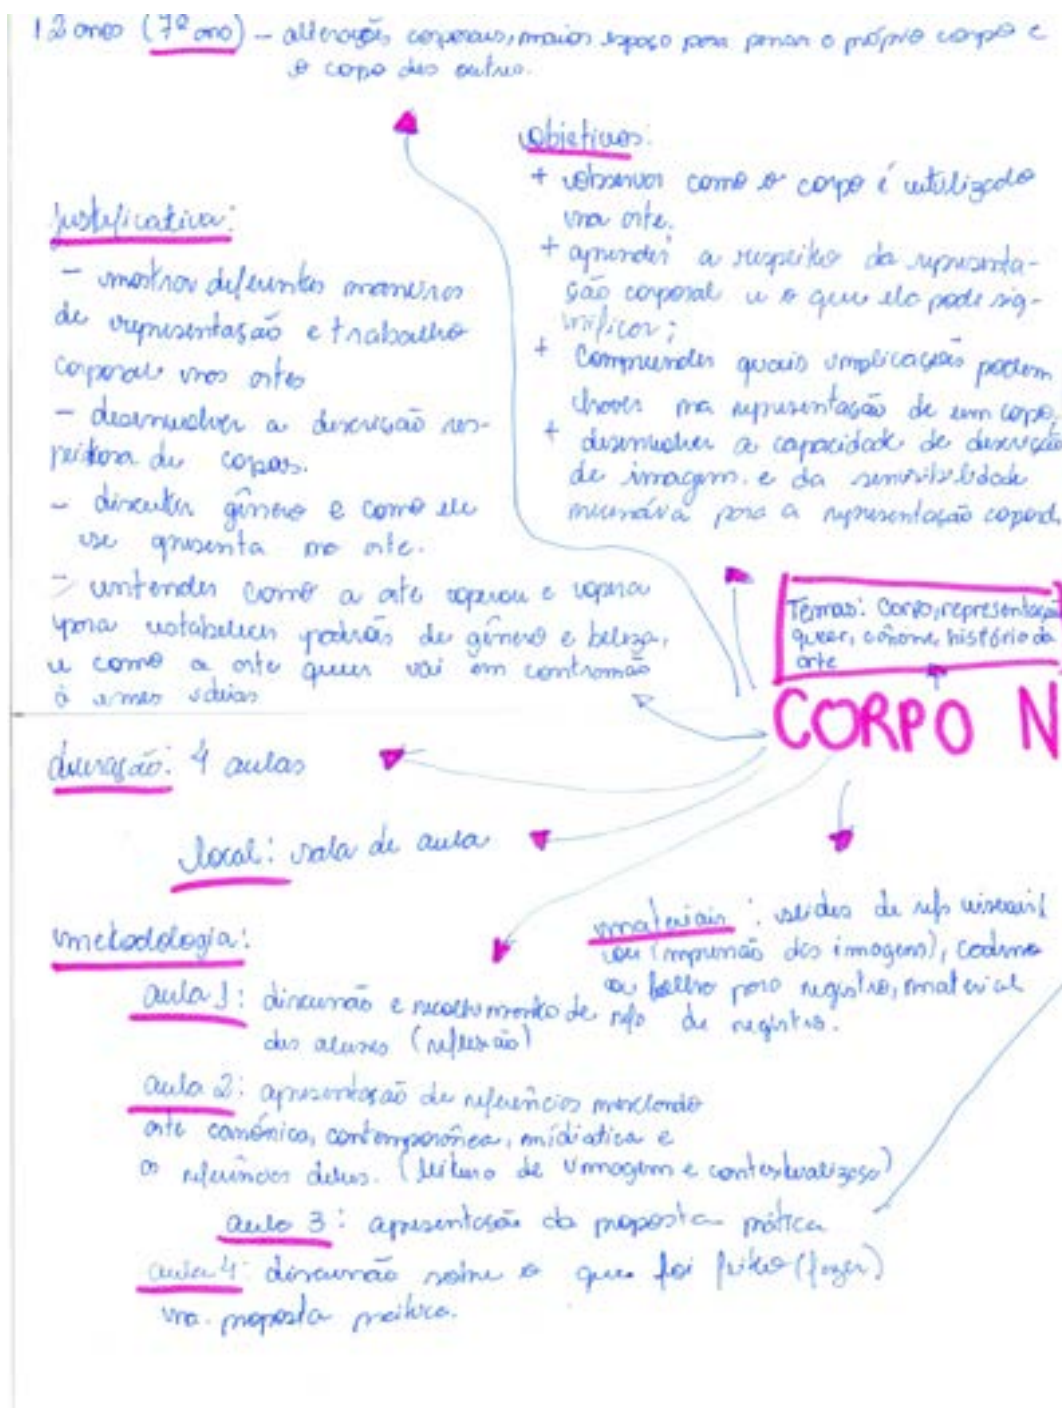 12 anos (7º ano) – alterações corporais, maior espaço para pensar o próprio corpo e
o corpo dos outros.
objetivos:
+ observar como o corpo é utilizado
na arte.
+ aprender a respeito da representa-
ção corporal e o que ela pode sig-
nificar;
+ Compreender quais implicações podem
haver na representação de um corpo.
+ desenvolver a capacidade de descrição
de imagem e da sensibilidade
necessária para a representação corporal
justificativa:
– mostrar diferentes maneiras
de representação e trabalho
corporal nas artes
– desenvolver a descrição res-
peitosa de corpos.
– discutir gênero e como ele
se apresenta na arte.
– entender como a arte operou e opera
para estabelecer padrões de gênero e beleza,
e como a arte queer vai em contramão
à essas ideias
Temas: Corpo, representação
queer, cânone, história da
arte
CORPO N
duração: 4 aulas
local: sala de aula
materiais: slides de refs visuais
ou (impressão das imagens), caderno
ou folha para registro, material
de registro.
metodologia:
aula 1: discussão e recolhimento de refs
dos alunos (reflexão)
aula 2: apresentação de referências mesclando
arte canônica, contemporânea, midiática e
as referências deles. (leitura de imagem e contextualização)
aula 3: apresentação da proposta prática
aula 4: discussão sobre o que foi feito (fazer)
na proposta prática.